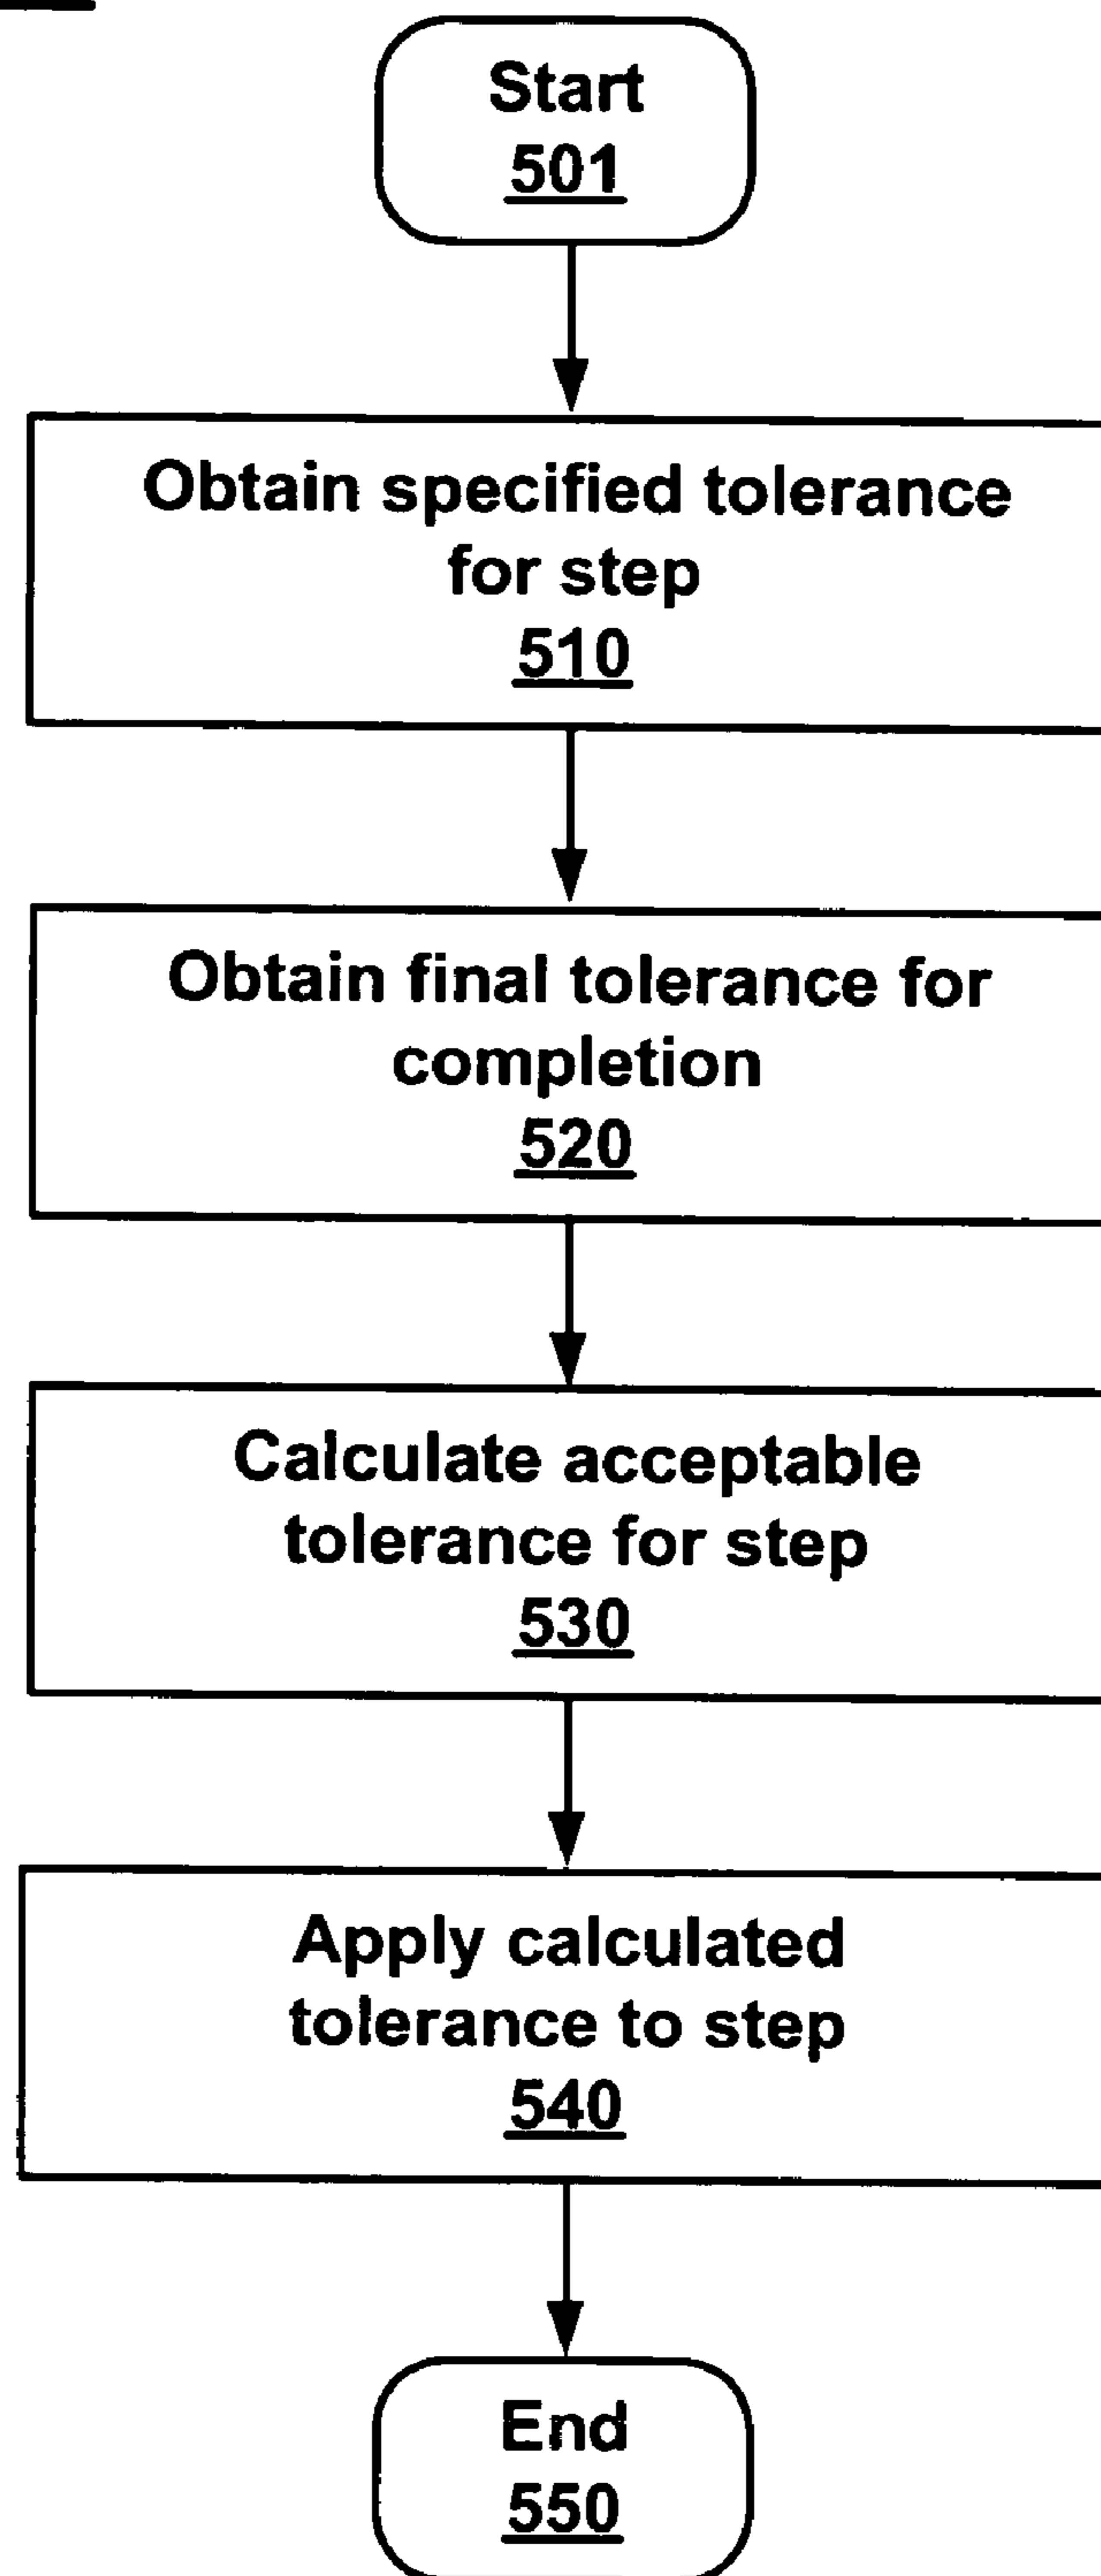 Start
501
Obtain specified tolerance
for step
510
Obtain final tolerance for
completion
520
Calculate acceptable
tolerance for step
530
Apply calculated
tolerance to step
540
End
550